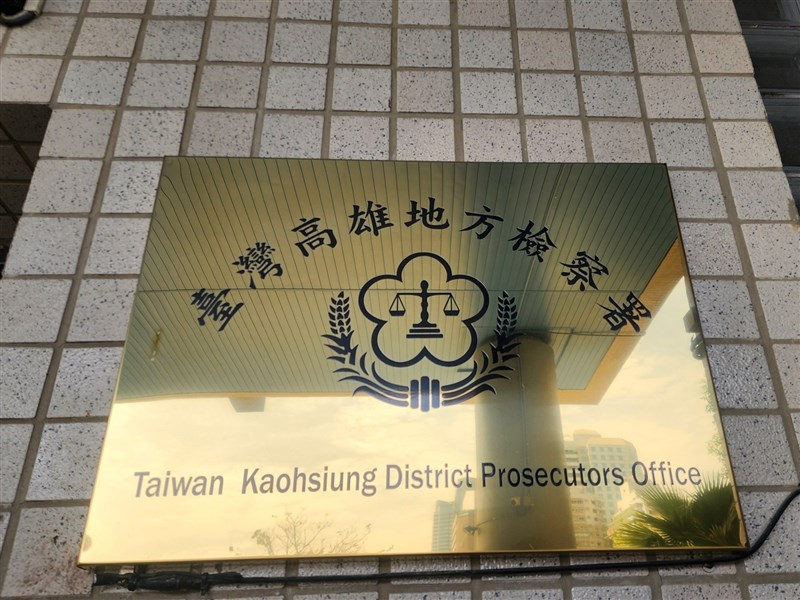 臺灣高雄地方檢察署
Taiwan Kaohsiung District Prosecutors Office